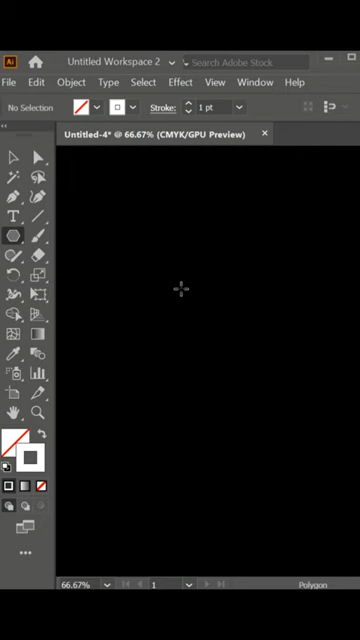 Ai
Untitled Workspace 2
Search Adobe Stock
File Edit Object Type Select Effect View Window Help
No Selection
Stroke:
1 pt
Untitled-4* @ 66.67% (CMYK/GPU Preview)
66.67%
1
Polygon